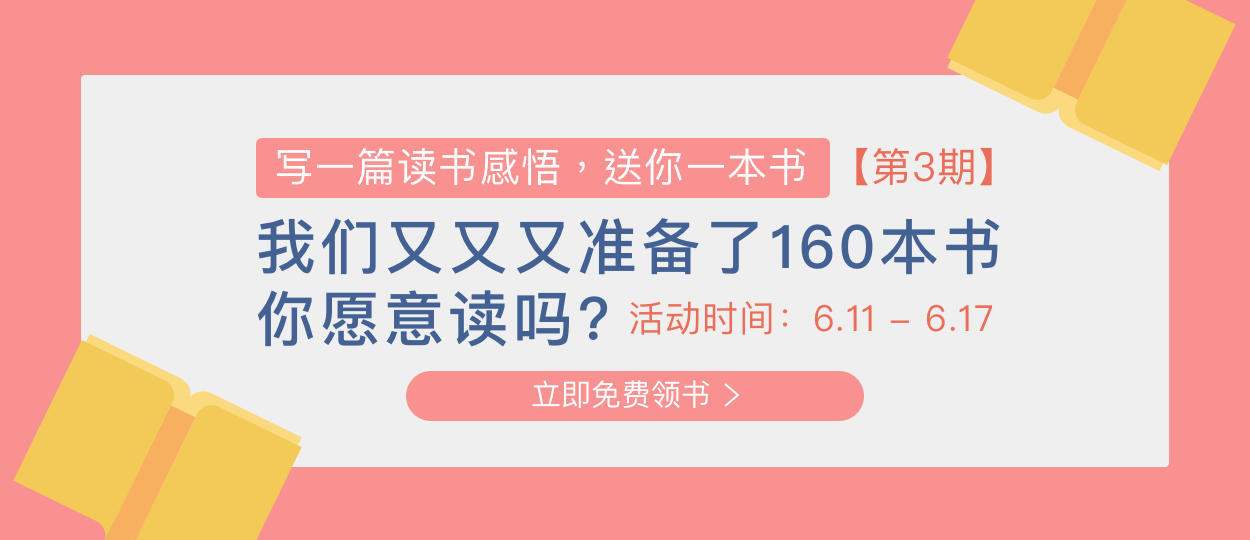 写一篇读书感悟，送你一本书【第3期】
我们又又又准备了160本书
你愿意读吗？活动时间：6.11 – 6.17
立即免费领书 >